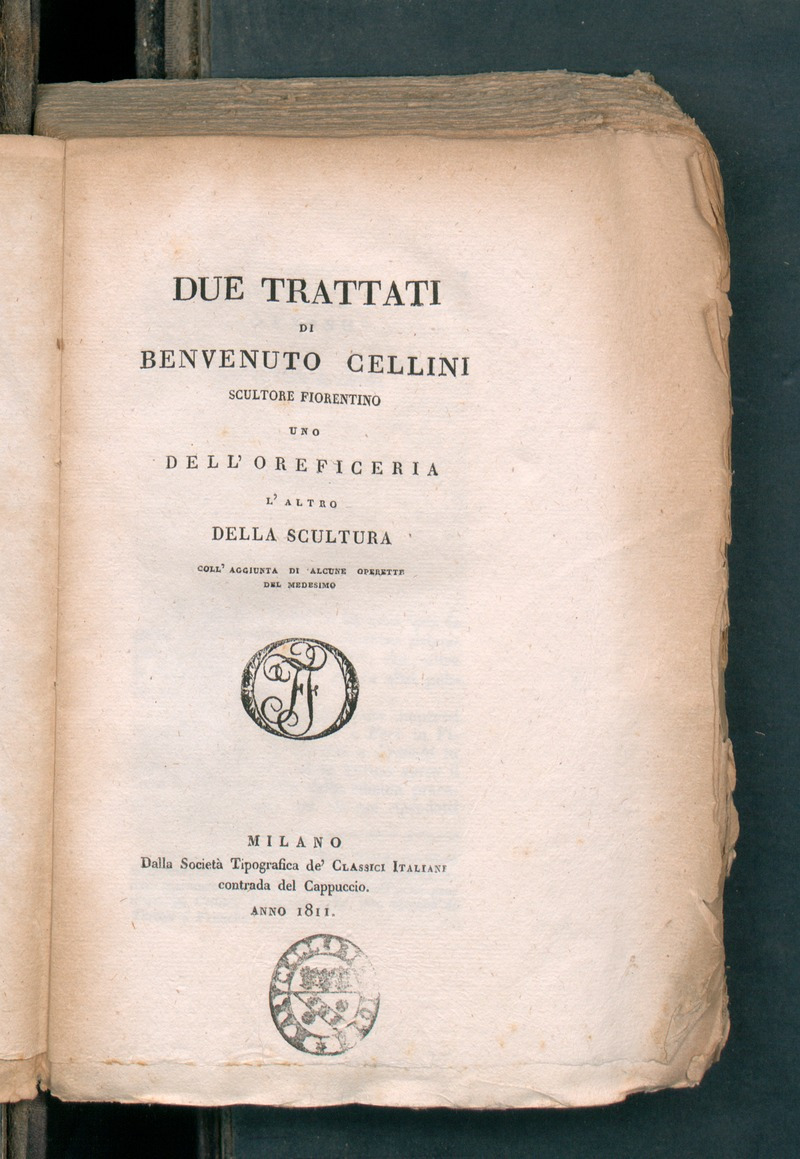 DUE TRATTATI
DI
BENVENUTO CELLINI
SCULTORE FIORENTINO
UNO
DELL' OREFICERIA
L' ALTRO
DELLA SCULTURA
COLL' AGGIUNTA DI ALCUNE OPERETTE
DEL MEDESIMO
MILANO
Dalla Società Tipografica de' CLASSICI ITALIANI
contrada del Cappuccio.
ANNO 1811.